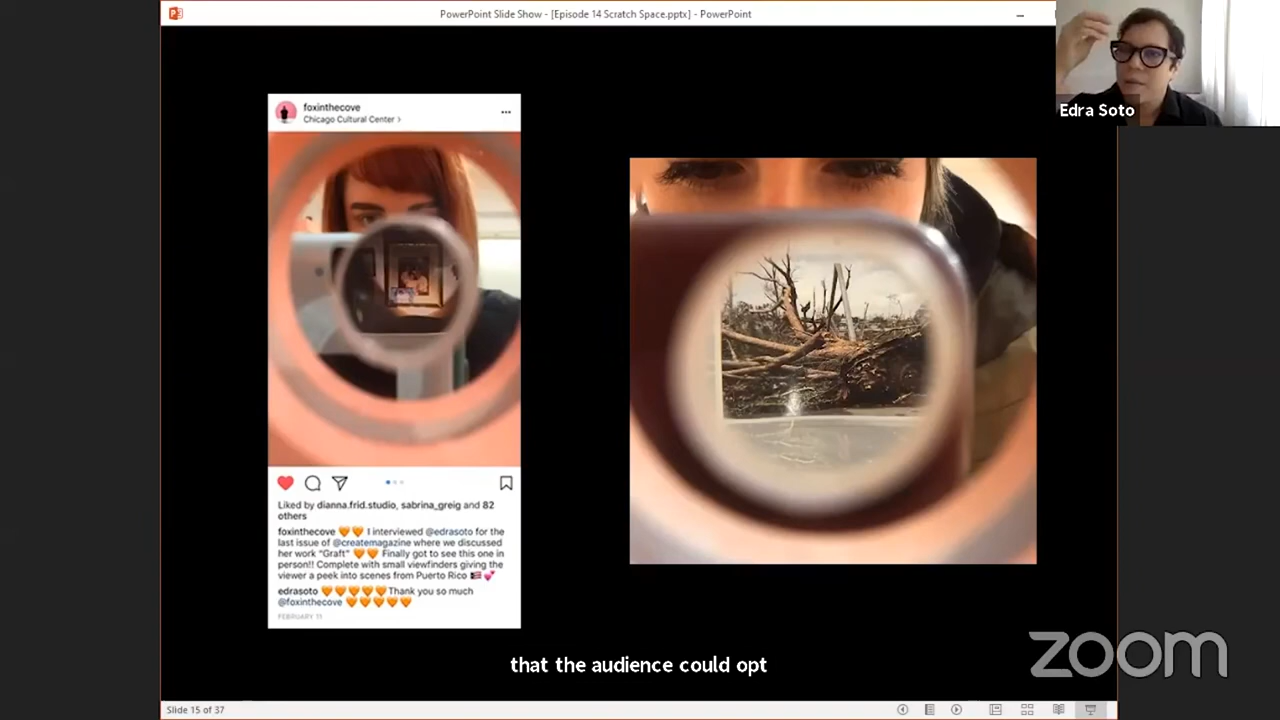 PowerPoint Slide Show - [Episode 14 Scratch Space.pptx] - PowerPoint
Edra Soto
foxinthecove
Chicago Cultural Center >
Liked by dianna.frid.studio, sabrina_greig and 82
others
foxinthecove 🧡🧡 I interviewed @edrasoto for the
last issue of @createmagazine where we discussed
her work "Graft" 🧡🧡 Finally got to see this one in
person!! Complete with small viewfinders giving the
viewer a peek into scenes from Puerto Rico 🇵🇷 💕
edrasoto 🧡🧡🧡🧡🧡Thank you so much
@foxinthecove 🧡🧡🧡🧡🧡
FEBRUARY 11
that the audience could opt
zoom
Slide 15 of 37